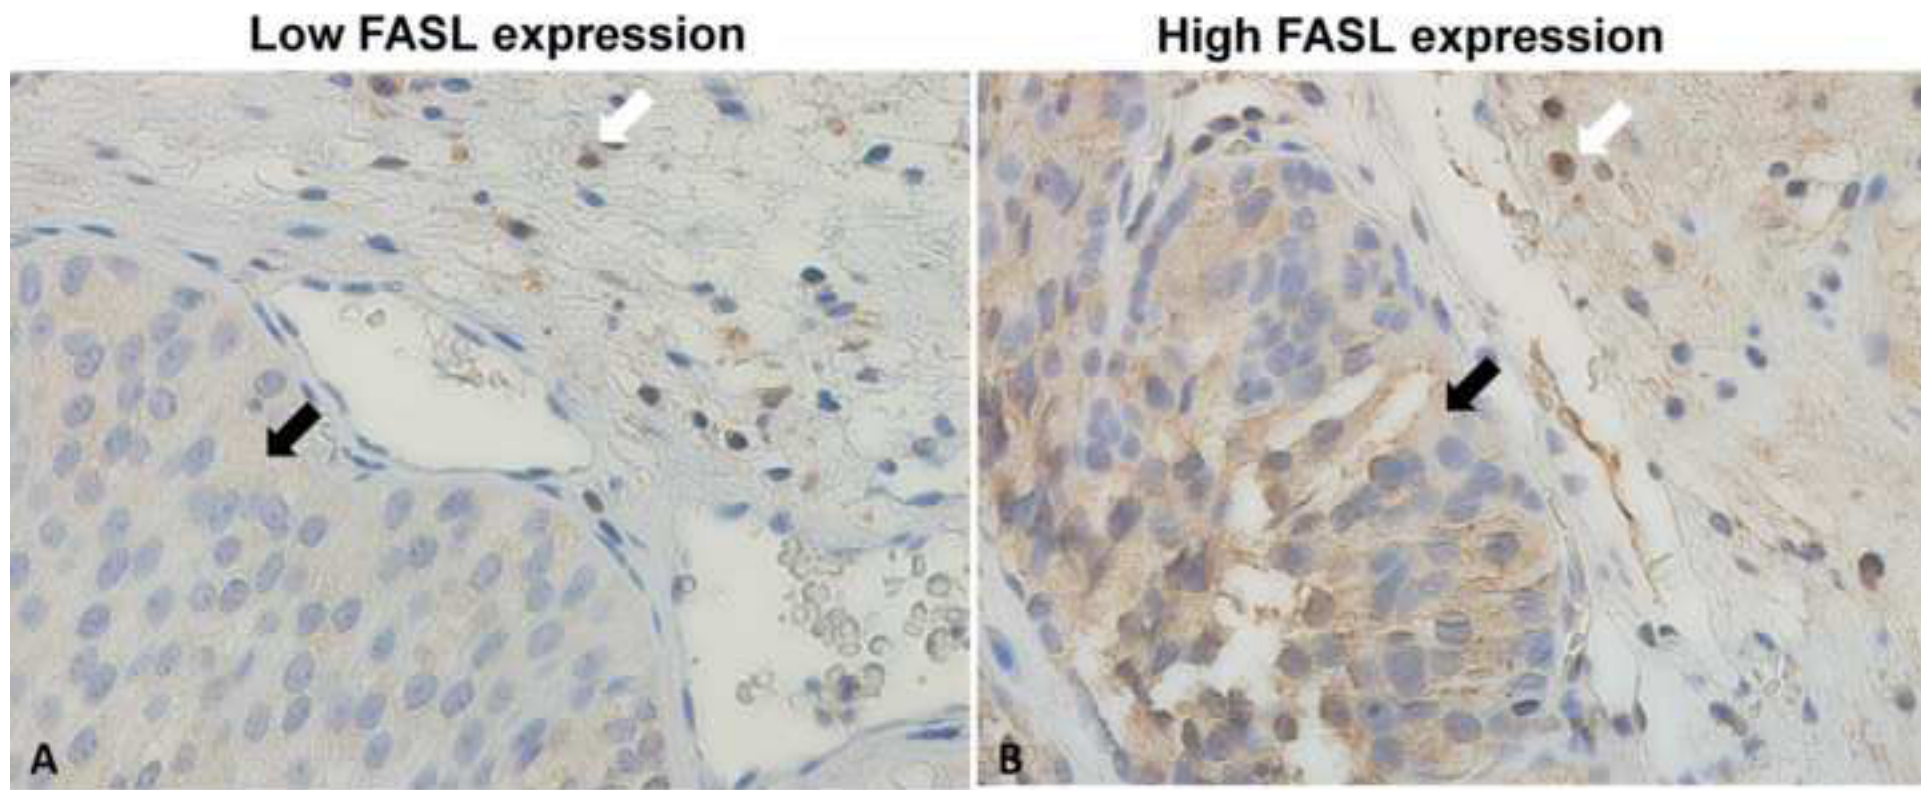 Low FASL expression
High FASL expression
A
B